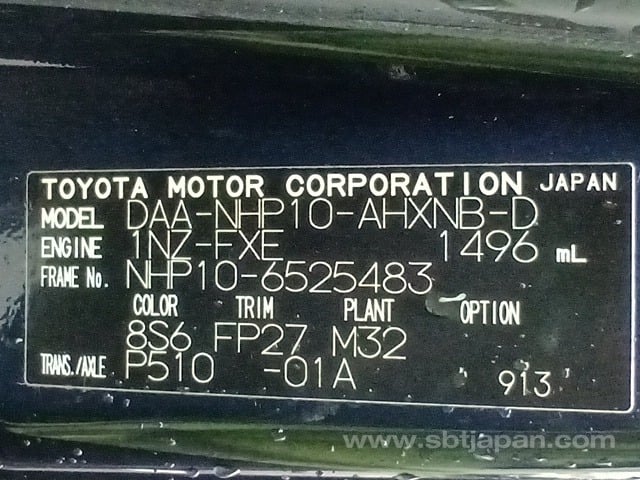 TOYOTA MOTOR CORPORATION JAPAN
MODEL DAA-NHP10-AHXNB-D
ENGINE 1NZ-FXE 1496 mL
FRAME No. NHP10-6525483
COLOR TRIM PLANT OPTION
8S6 FP27 M32
TRANS./AXLE P510 -01A 913
www.sbtjapan.com